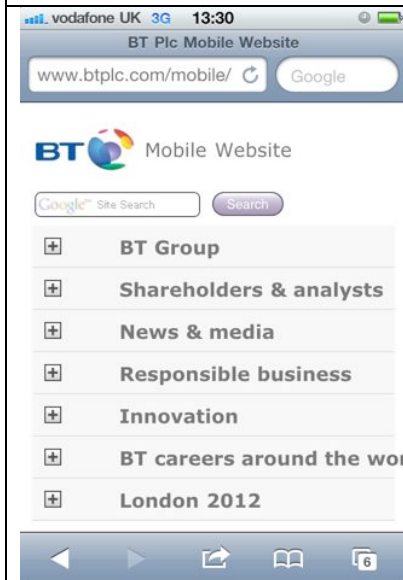 vodafone UK 3G 13:30
BT Plc Mobile Website
www.btplc.com/mobile/ Google
BT Mobile Website
Google™ Site Search Search
BT Group
Shareholders & analysts
News & media
Responsible business
Innovation
BT careers around the wor
London 2012
6